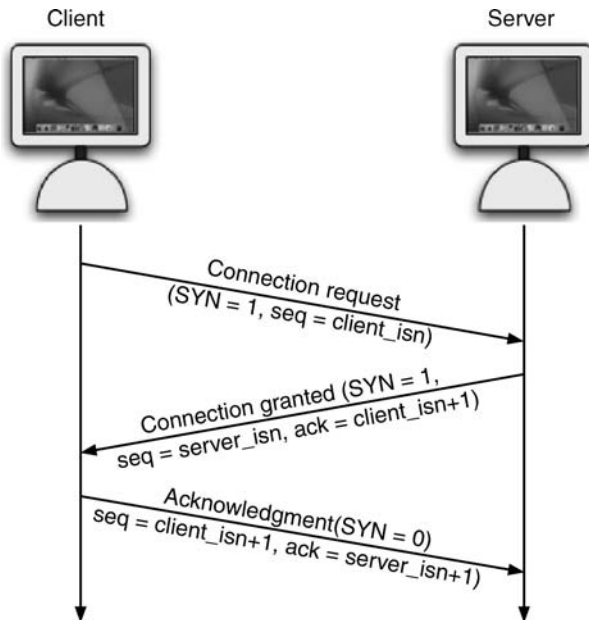 Client
Server
Connection request
(SYN = 1, seq = client_isn)
Connection granted (SYN = 1,
seq = server_isn, ack = client_isn+1)
Acknowledgment(SYN = 0)
seq = client_isn+1, ack = server_isn+1)